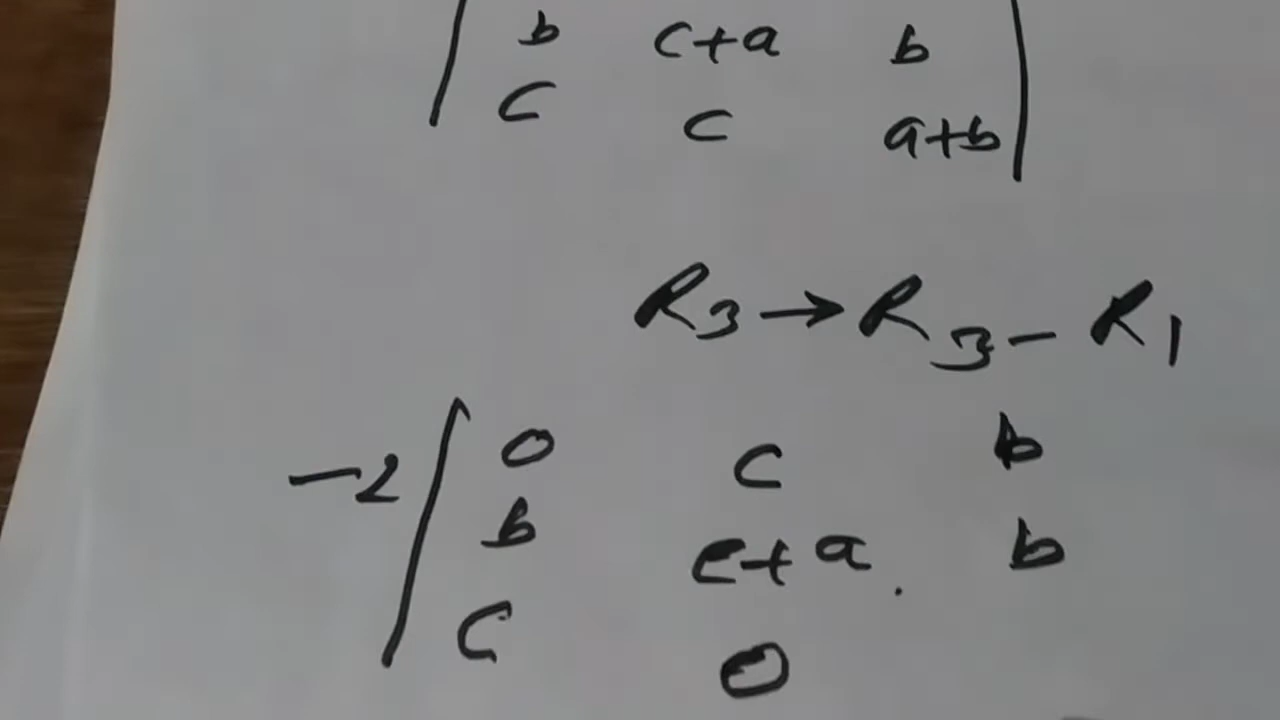 b c+a b
c c a+b
R3→R3-R1
-2 0 c b
b c+a b
c 0